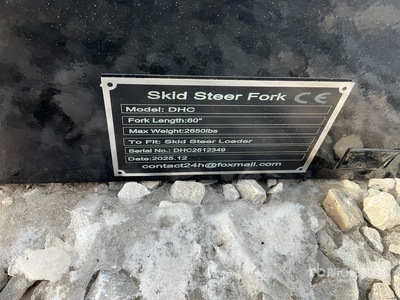 Skid Steer Fork CE
Model: DHC
Fork Length:60"
Max Weight:2650lbs
To Fit: Skid Steer Loader
Serial No.: DHC2512349
Date:2025.12
contact24h@foxmail.com